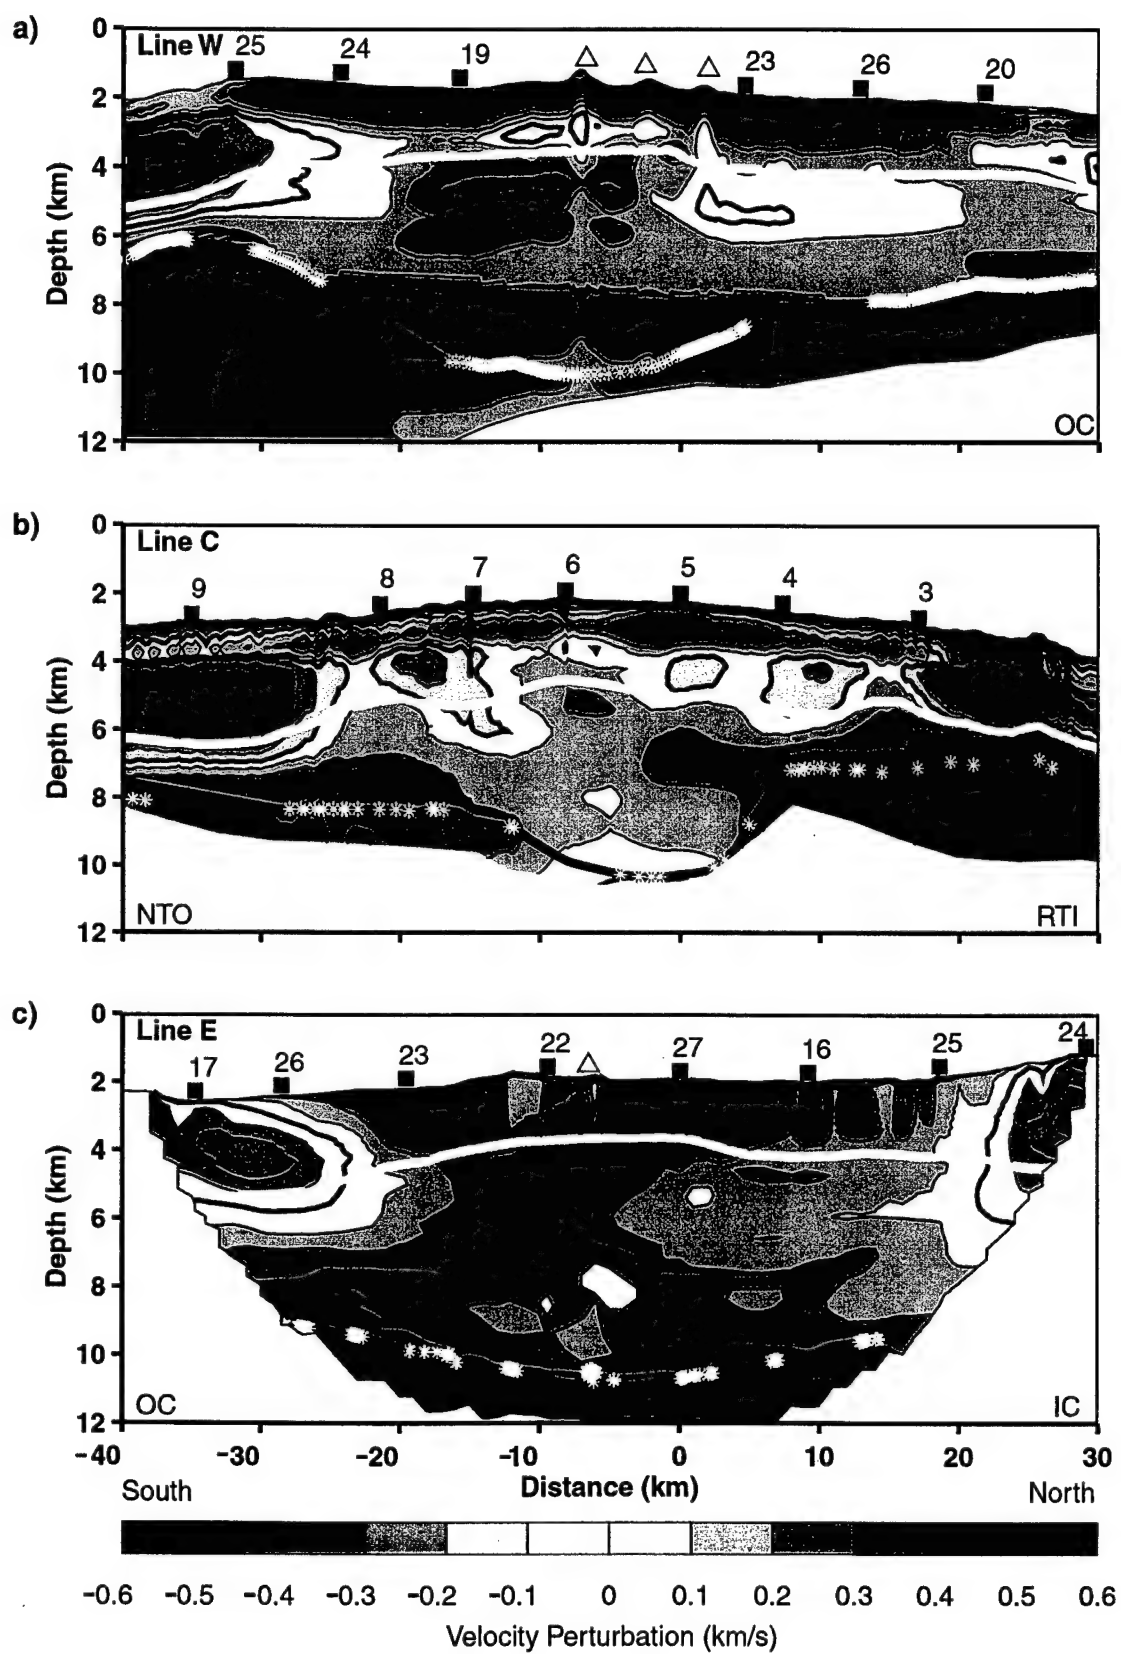 a)
Line W
25 24 19 23 26 20
0
2
4
6
8
10
12
Depth (km)
OC
b)
Line C
9 8 7 6 5 4 3
0
2
4
6
8
10
12
Depth (km)
NTO RTI
c)
Line E
17 26 23 22 27 16 25 24
0
2
4
6
8
10
12
Depth (km)
OC IC
-40 -30 -20 -10 0 10 20 30
South Distance (km) North
-0.6 -0.5 -0.4 -0.3 -0.2 -0.1 0 0.1 0.2 0.3 0.4 0.5 0.6
Velocity Perturbation (km/s)